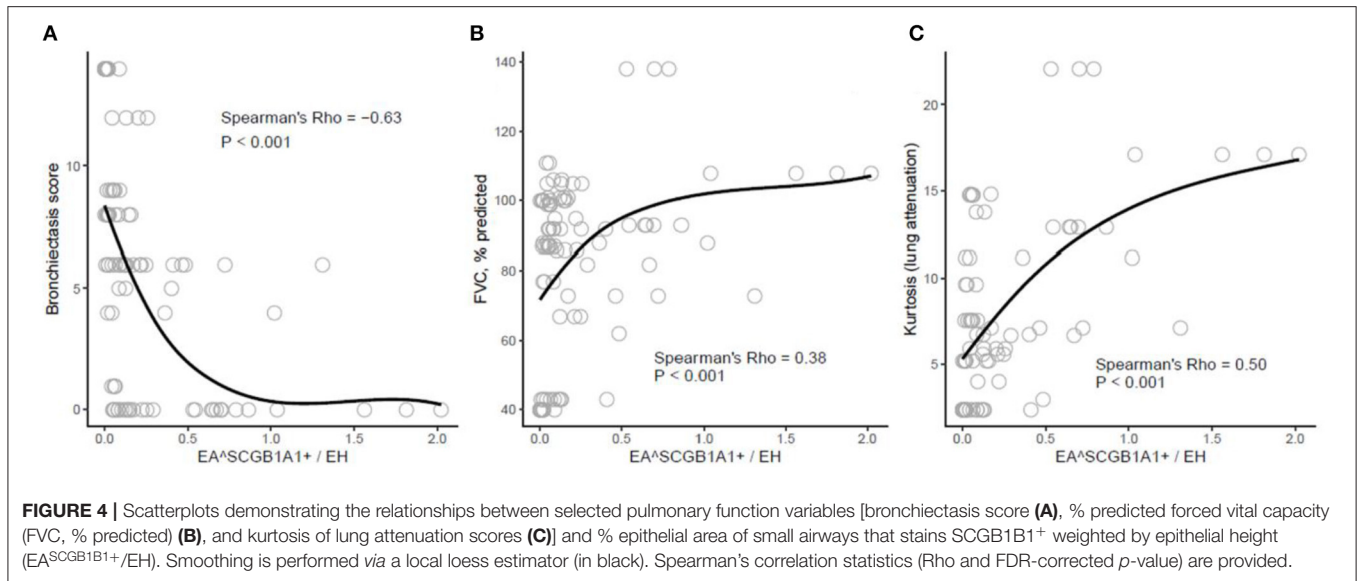 A
B
C
Bronchiectasis score
10
5
0
Spearman's Rho = −0.63
P < 0.001
0.0 0.5 1.0 1.5 2.0
EA^SCGB1A1+ / EH
FVC, % predicted
140
120
100
80
60
40
Spearman's Rho = 0.38
P < 0.001
0.0 0.5 1.0 1.5 2.0
EA^SCGB1A1+ / EH
Kurtosis (lung attenuation)
20
15
10
5
Spearman's Rho = 0.50
P < 0.001
0.0 0.5 1.0 1.5 2.0
EA^SCGB1A1+ / EH
FIGURE 4 | Scatterplots demonstrating the relationships between selected pulmonary function variables [bronchiectasis score (A), % predicted forced vital capacity
(FVC, % predicted) (B), and kurtosis of lung attenuation scores (C)] and % epithelial area of small airways that stains SCGB1B1⁺ weighted by epithelial height
(EA^SCGB1B1+/EH). Smoothing is performed via a local loess estimator (in black). Spearman's correlation statistics (Rho and FDR-corrected p-value) are provided.